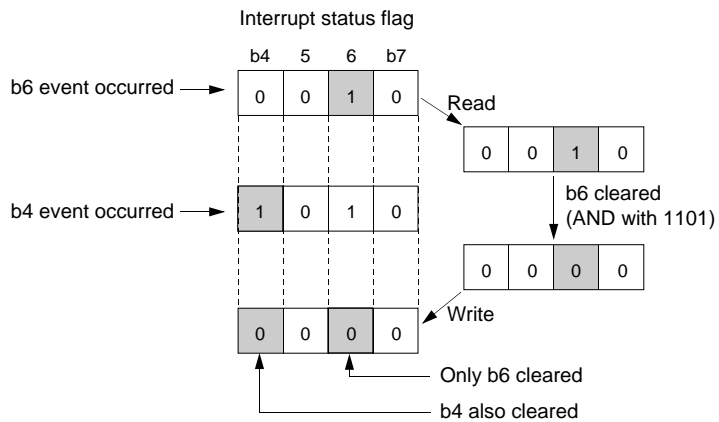 Interrupt status flag
b4 5 6 b7
b6 event occurred
0 0 1 0
Read
0 0 1 0
b4 event occurred
1 0 1 0
b6 cleared
(AND with 1101)
0 0 0 0
Write
0 0 0 0
Only b6 cleared
b4 also cleared